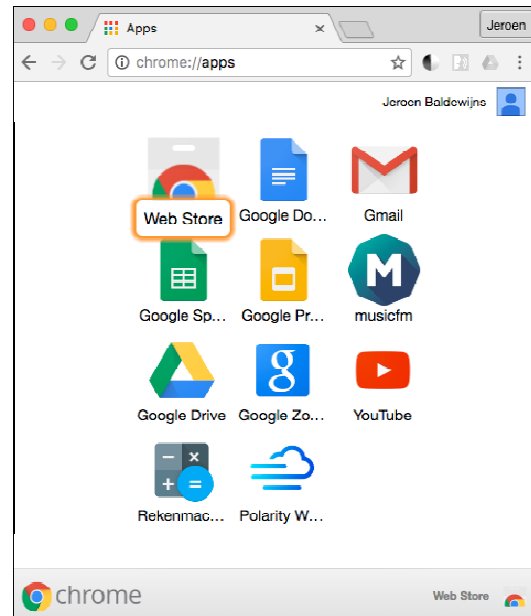 Apps
Jeroen
chrome://apps
Jeroen Baldewijns
Web Store
Google Do...
Gmail
Google Sp...
Google Pr...
M
musicfm
Google Drive
g
Google Zo...
YouTube
Rekenmac...
Polarity W...
chrome
Web Store